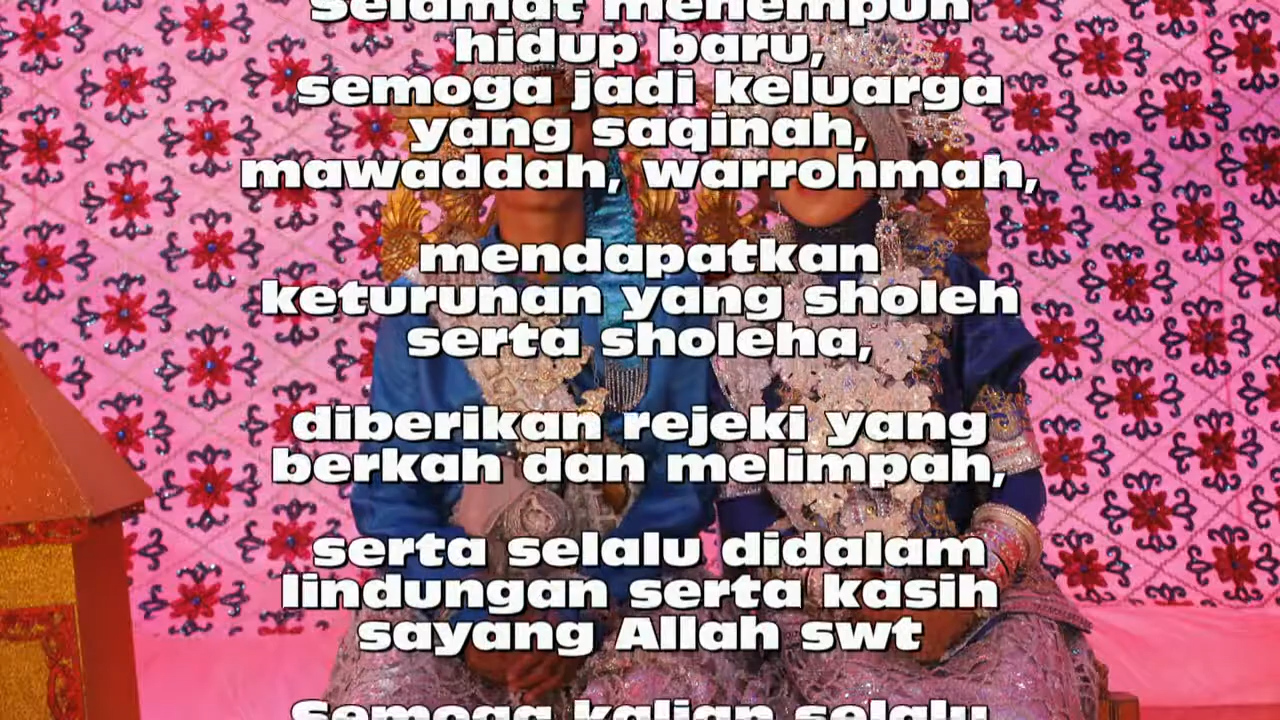 Selamat menempuh
hidup baru,
semoga jadi keluarga
yang saqinah,
mawaddah, warrohmah,
mendapatkan
keturunan yang sholeh
serta sholeha,
diberikan rejeki yang
berkah dan melimpah,
serta selalu didalam
lindungan serta kasih
sayang Allah swt
Semoga kalian selalu